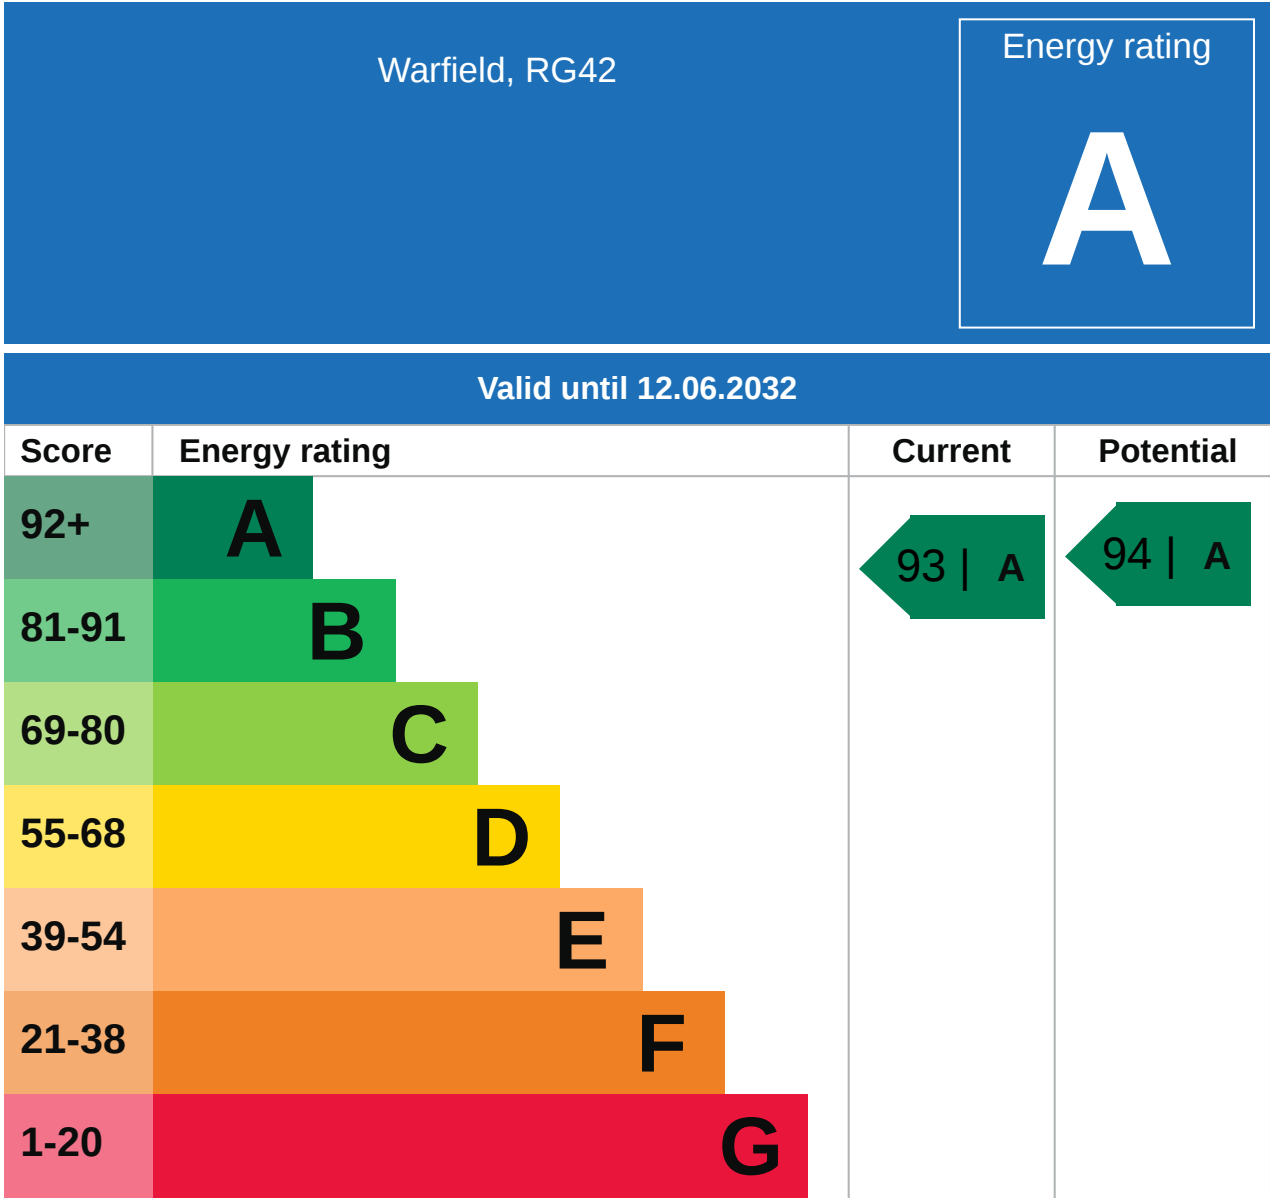 Warfield, RG42
Energy rating
A
Valid until 12.06.2032
Score Energy rating Current Potential
92+ A 93 | A 94 | A
81-91 B
69-80 C
55-68 D
39-54 E
21-38 F
1-20 G